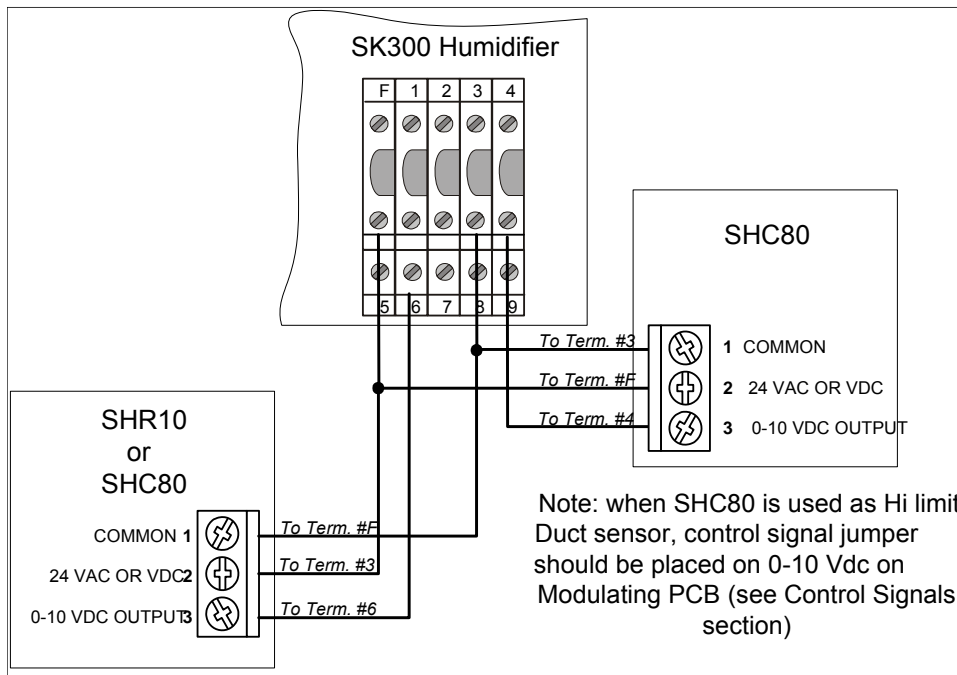 SK300 Humidifier
F 1 2 3 4
5 6 7 8 9
SHC80
To Term. #3
1 COMMON
To Term. #F
2 24 VAC OR VDC
To Term. #4
3 0-10 VDC OUTPUT
SHR10
or
SHC80
COMMON 1
To Term. #F
24 VAC OR VDC 2
To Term. #3
0-10 VDC OUTPUT 3
To Term. #6
Note: when SHC80 is used as Hi limit
Duct sensor, control signal jumper
should be placed on 0-10 Vdc on
Modulating PCB (see Control Signals
section)